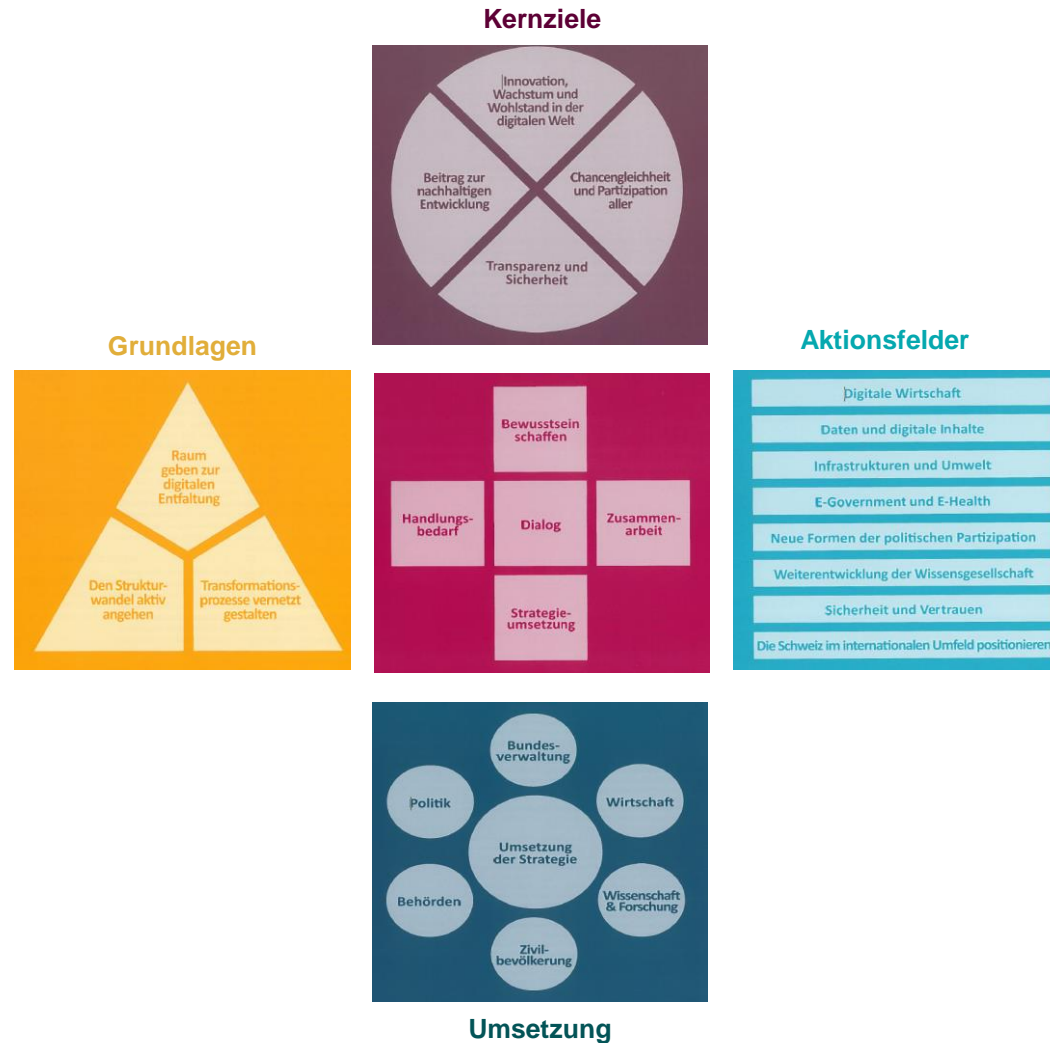 Kernziele
Innovation,
Wachstum und
Wohlstand in der
digitalen Welt
Beitrag zur
nachhaltigen
Entwicklung
Chancengleichheit
und Partizipation
aller
Transparenz und
Sicherheit
Grundlagen
Raum
geben zur
digitalen
Entfaltung
Den Struktur-
wandel aktiv
angehen
Transformations-
prozesse vernetzt
gestalten
Bewusstsein
schaffen
Handlungs-
bedarf
Dialog
Zusammen-
arbeit
Strategie-
umsetzung
Aktionsfelder
Digitale Wirtschaft
Daten und digitale Inhalte
Infrastrukturen und Umwelt
E-Government und E-Health
Neue Formen der politischen Partizipation
Weiterentwicklung der Wissensgesellschaft
Sicherheit und Vertrauen
Die Schweiz im internationalen Umfeld positionieren
Bundes-
verwaltung
Politik
Wirtschaft
Umsetzung
der Strategie
Behörden
Wissenschaft
& Forschung
Zivil-
bevölkerung
Umsetzung